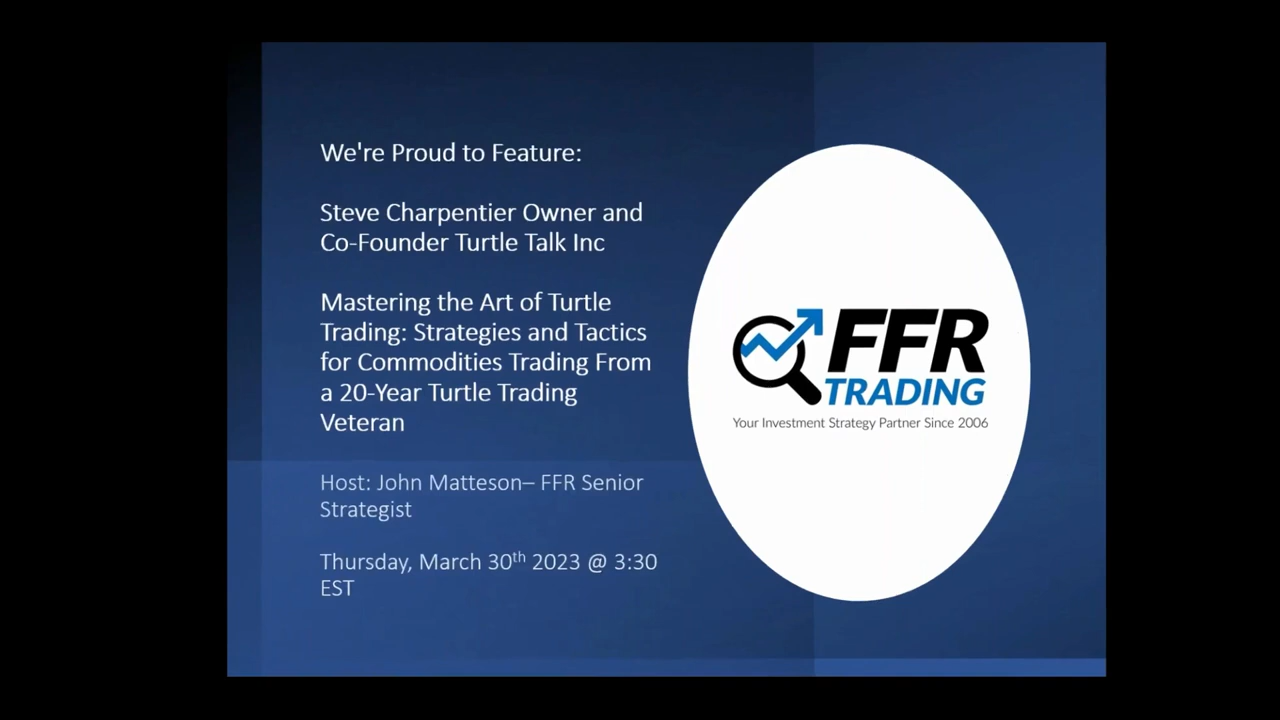 We're Proud to Feature:
Steve Charpentier Owner and
Co-Founder Turtle Talk Inc
Mastering the Art of Turtle
Trading: Strategies and Tactics
for Commodities Trading From
a 20-Year Turtle Trading
Veteran
Host: John Matteson– FFR Senior
Strategist
Thursday, March 30th 2023 @ 3:30
EST
FFR
TRADING
Your Investment Strategy Partner Since 2006